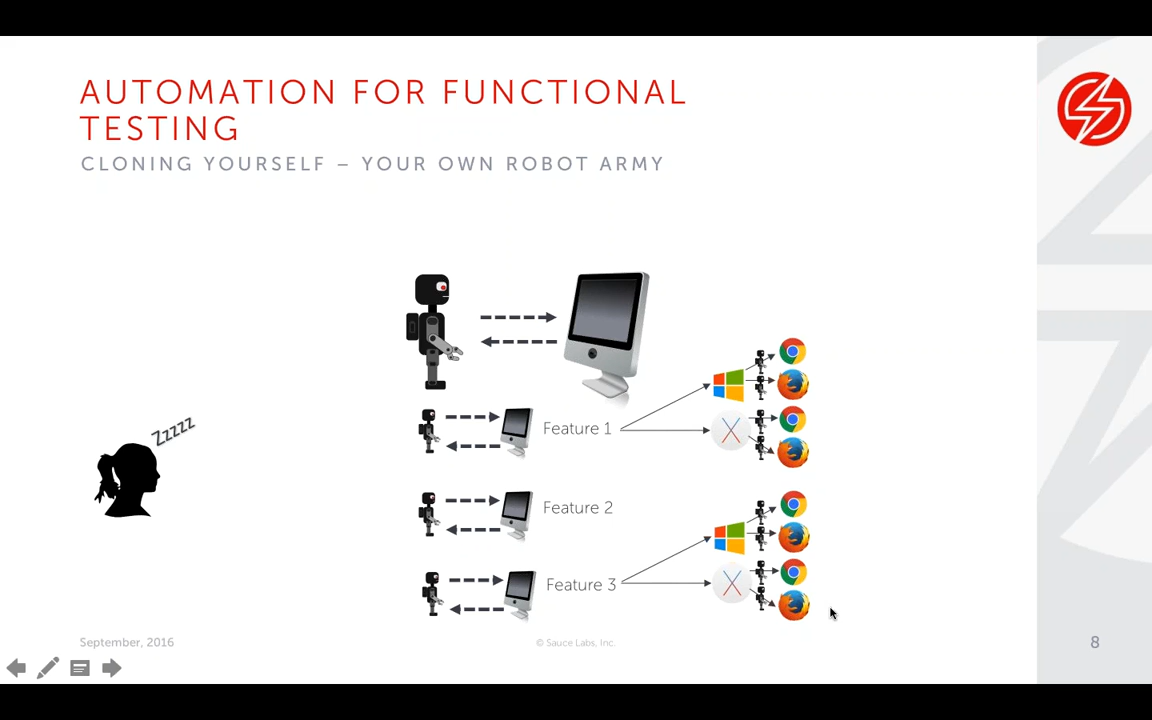 AUTOMATION FOR FUNCTIONAL
TESTING
CLONING YOURSELF – YOUR OWN ROBOT ARMY
Zzzzz
Feature 1
Feature 2
Feature 3
September, 2016
© Sauce Labs, Inc.
8